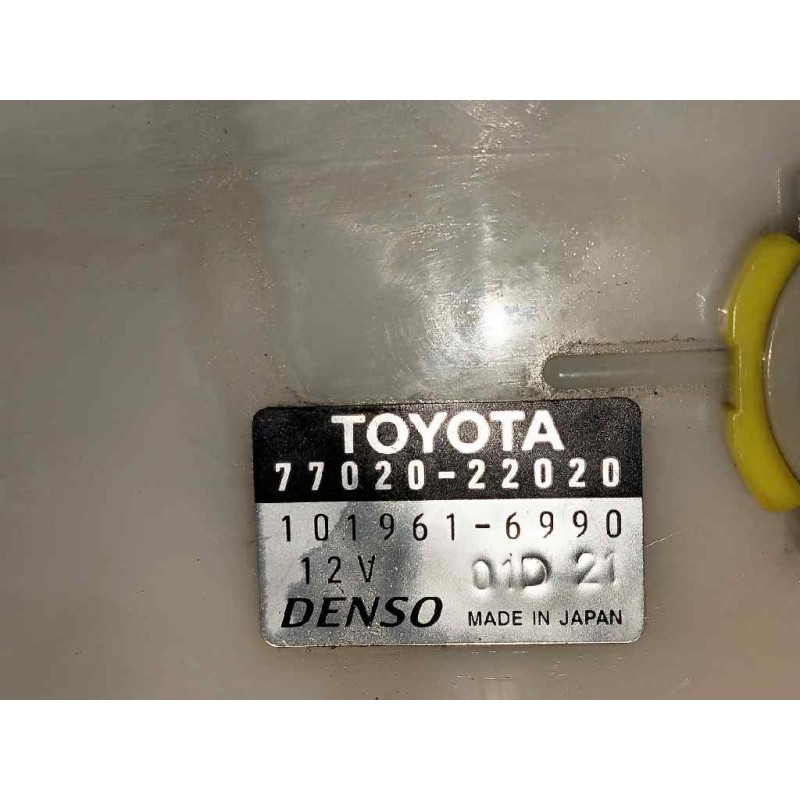 TOYOTA
77020-22020
101961-6990
12V 01D 21
DENSO MADE IN JAPAN